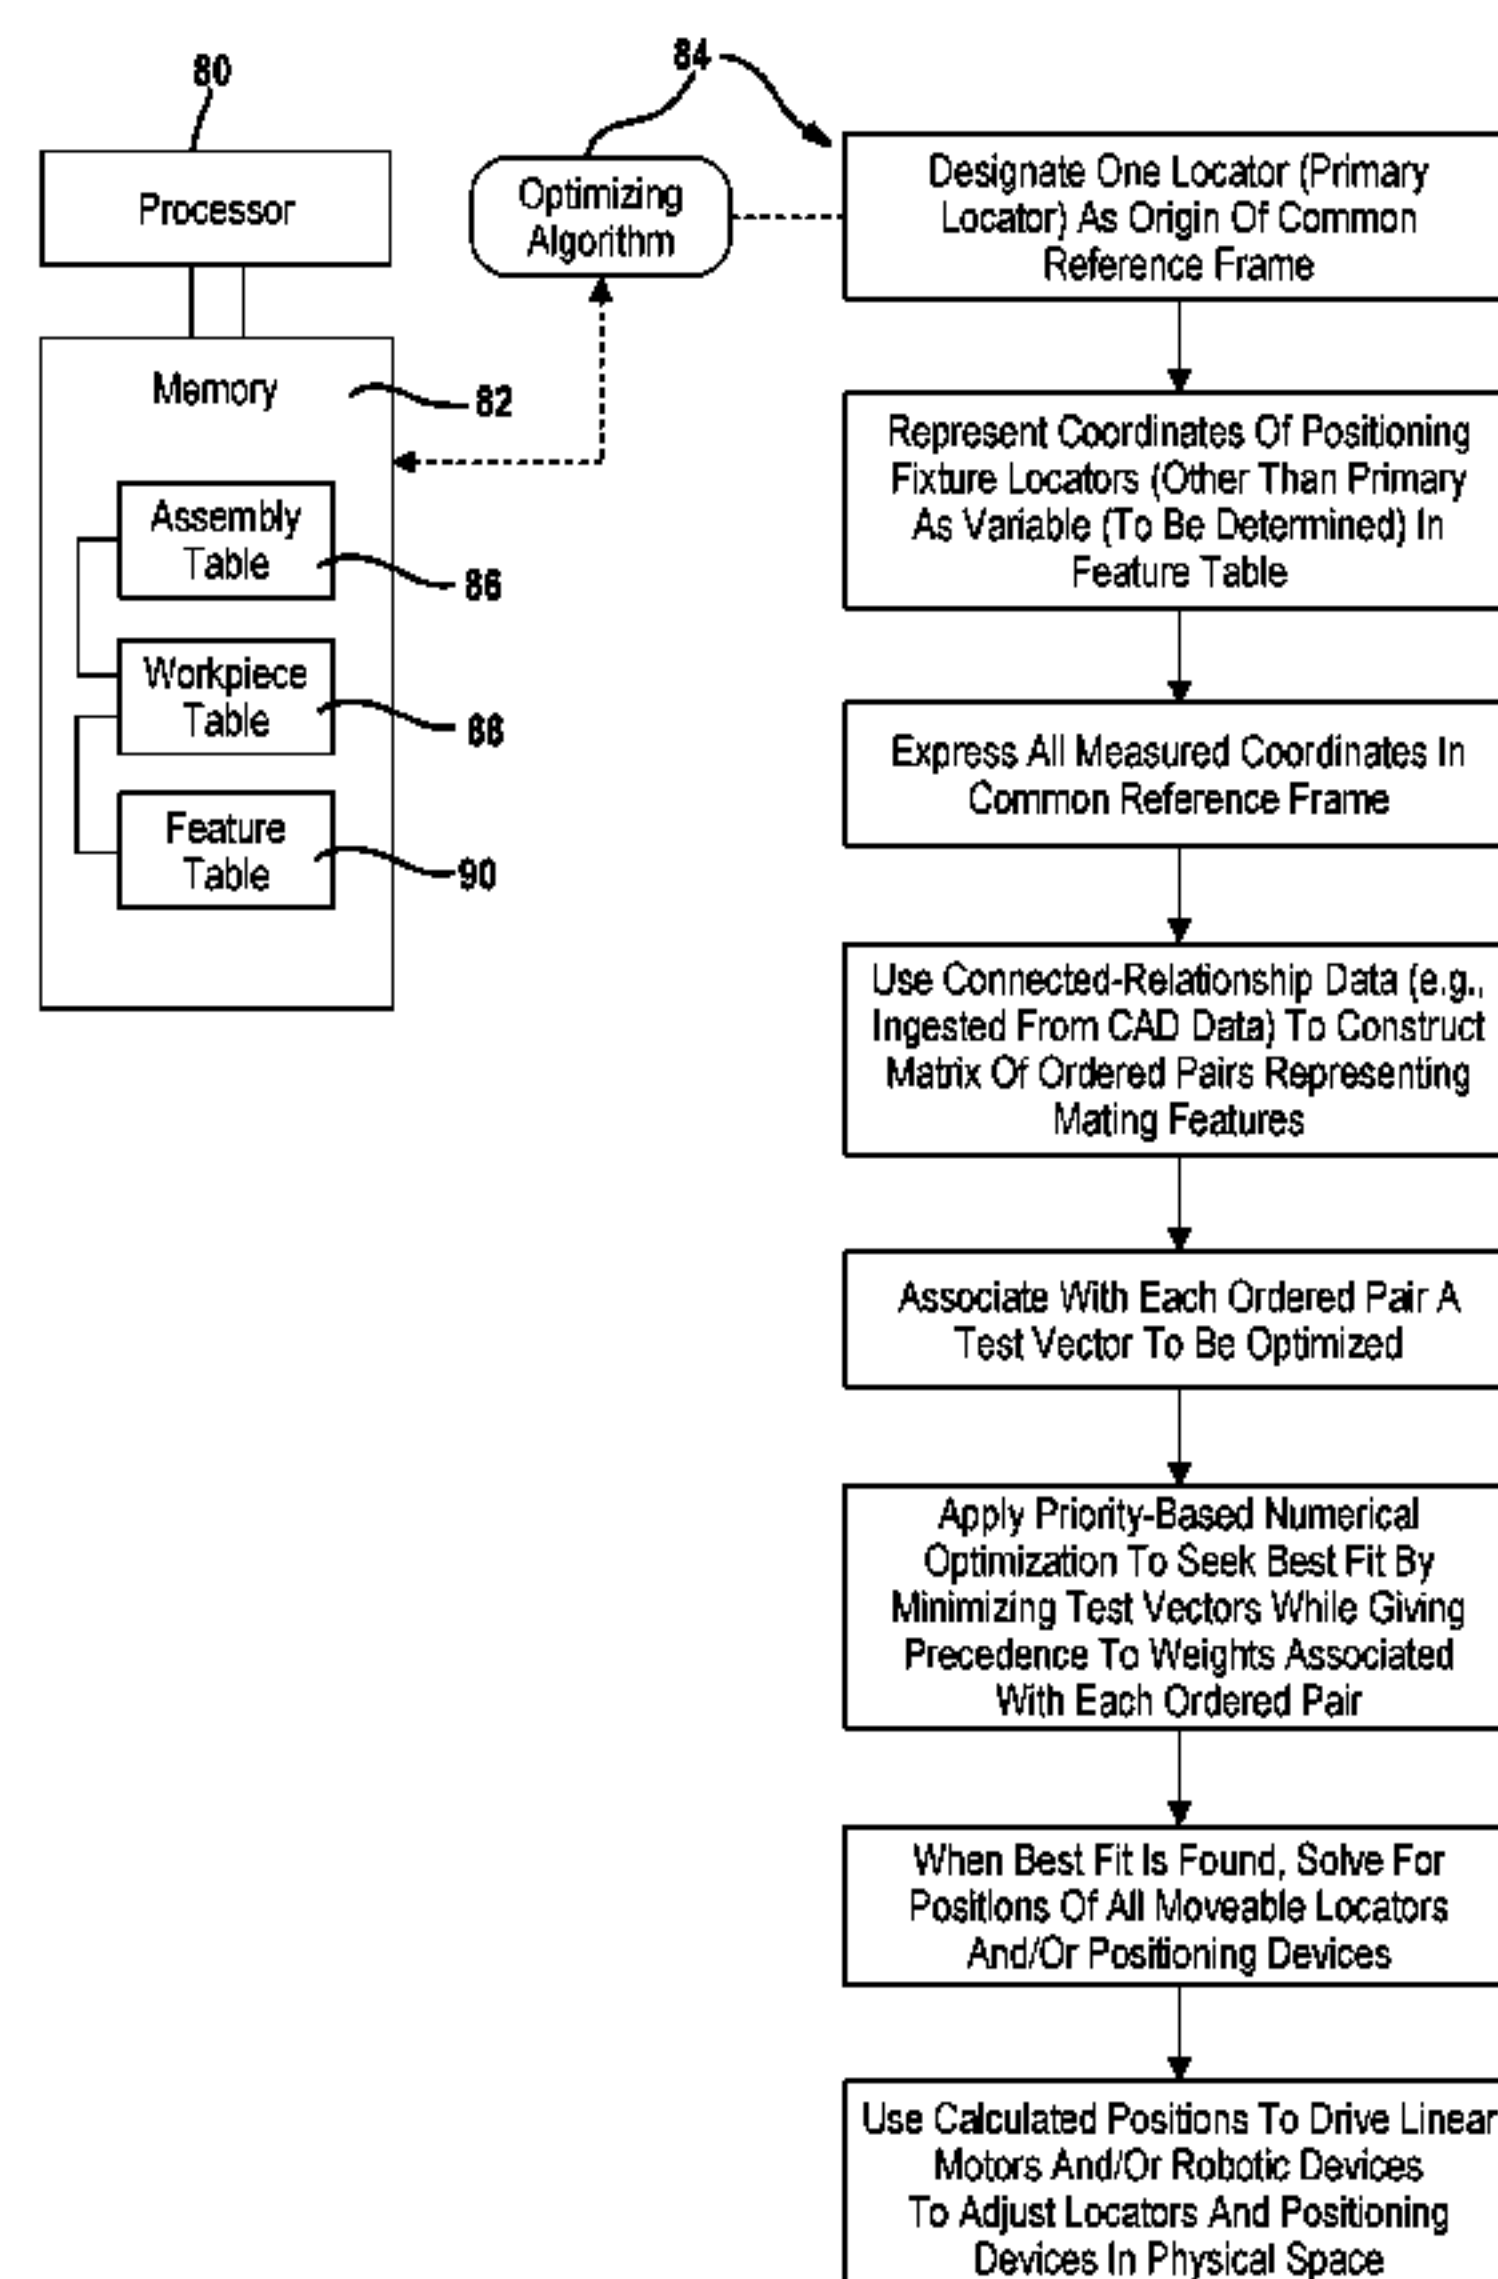 80
Processor
Memory
82
Assembly
Table
86
Workpiece
Table
88
Feature
Table
90
84
Optimizing
Algorithm
Designate One Locator (Primary
Locator) As Origin Of Common
Reference Frame
Represent Coordinates Of Positioning
Fixture Locators (Other Than Primary
As Variable (To Be Determined) In
Feature Table
Express All Measured Coordinates In
Common Reference Frame
Use Connected-Relationship Data (e.g.,
Ingested From CAD Data) To Construct
Matrix Of Ordered Pairs Representing
Mating Features
Associate With Each Ordered Pair A
Test Vector To Be Optimized
Apply Priority-Based Numerical
Optimization To Seek Best Fit By
Minimizing Test Vectors While Giving
Precedence To Weights Associated
With Each Ordered Pair
When Best Fit Is Found, Solve For
Positions Of All Moveable Locators
And/Or Positioning Devices
Use Calculated Positions To Drive Linear
Motors And/Or Robotic Devices
To Adjust Locators And Positioning
Devices In Physical Space